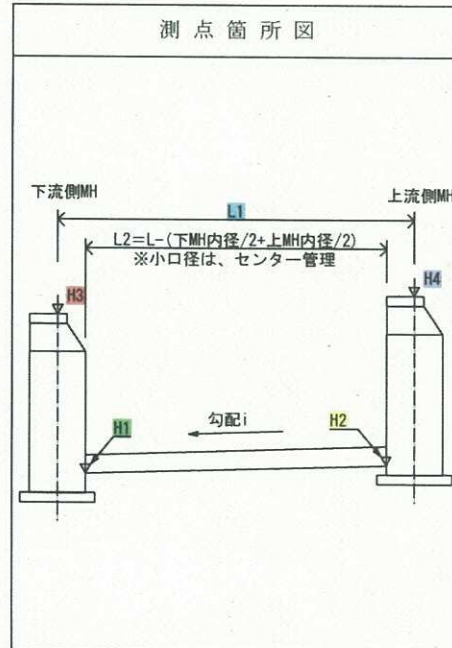 測点箇所図
下流側MH
上流側MH
L1
L2=L-(下MH内径/2+上MH内径/2)
※小口径は、センター管理
H3
H4
勾配i
H1
H2